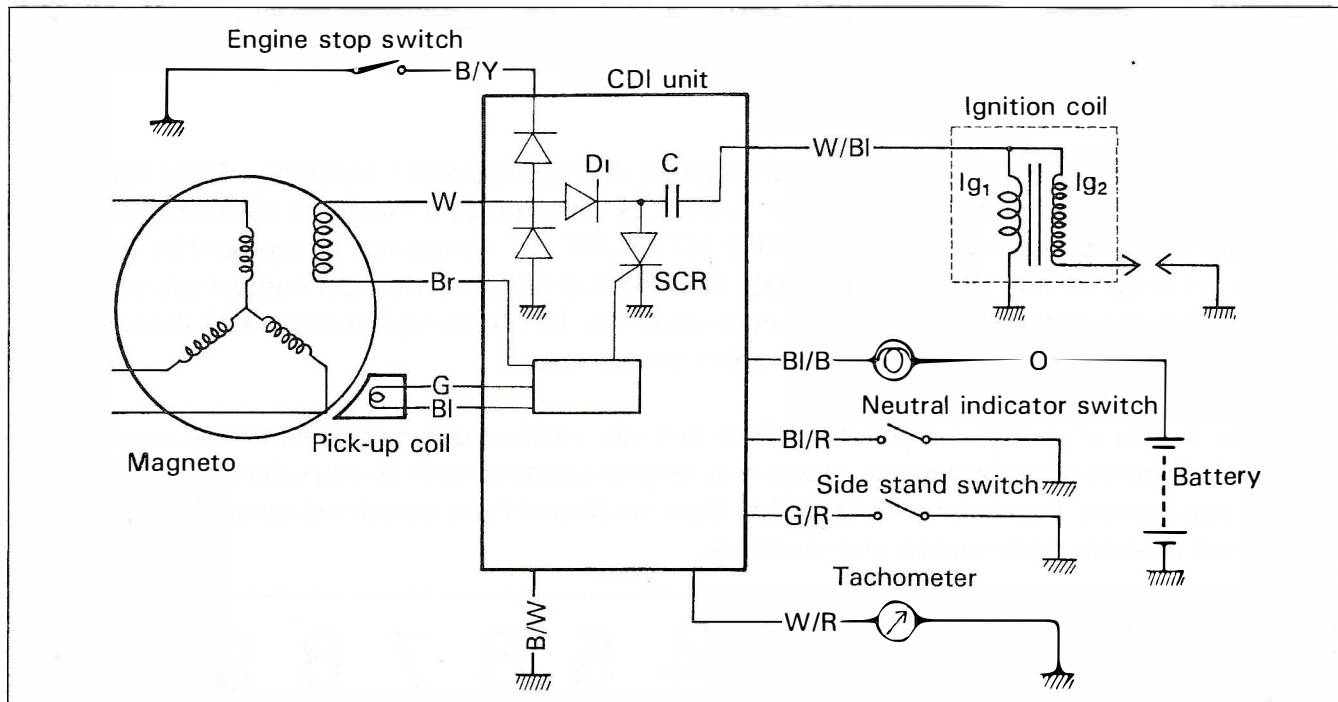 Engine stop switch
B/Y
CDI unit
Ignition coil
W/Bl
D1
C
Ig1
Ig2
W
SCR
Br
Bl/B
O
G
Bl
Neutral indicator switch
Pick-up coil
Bl/R
Magneto
Battery
Side stand switch
G/R
Tachometer
B/W
W/R